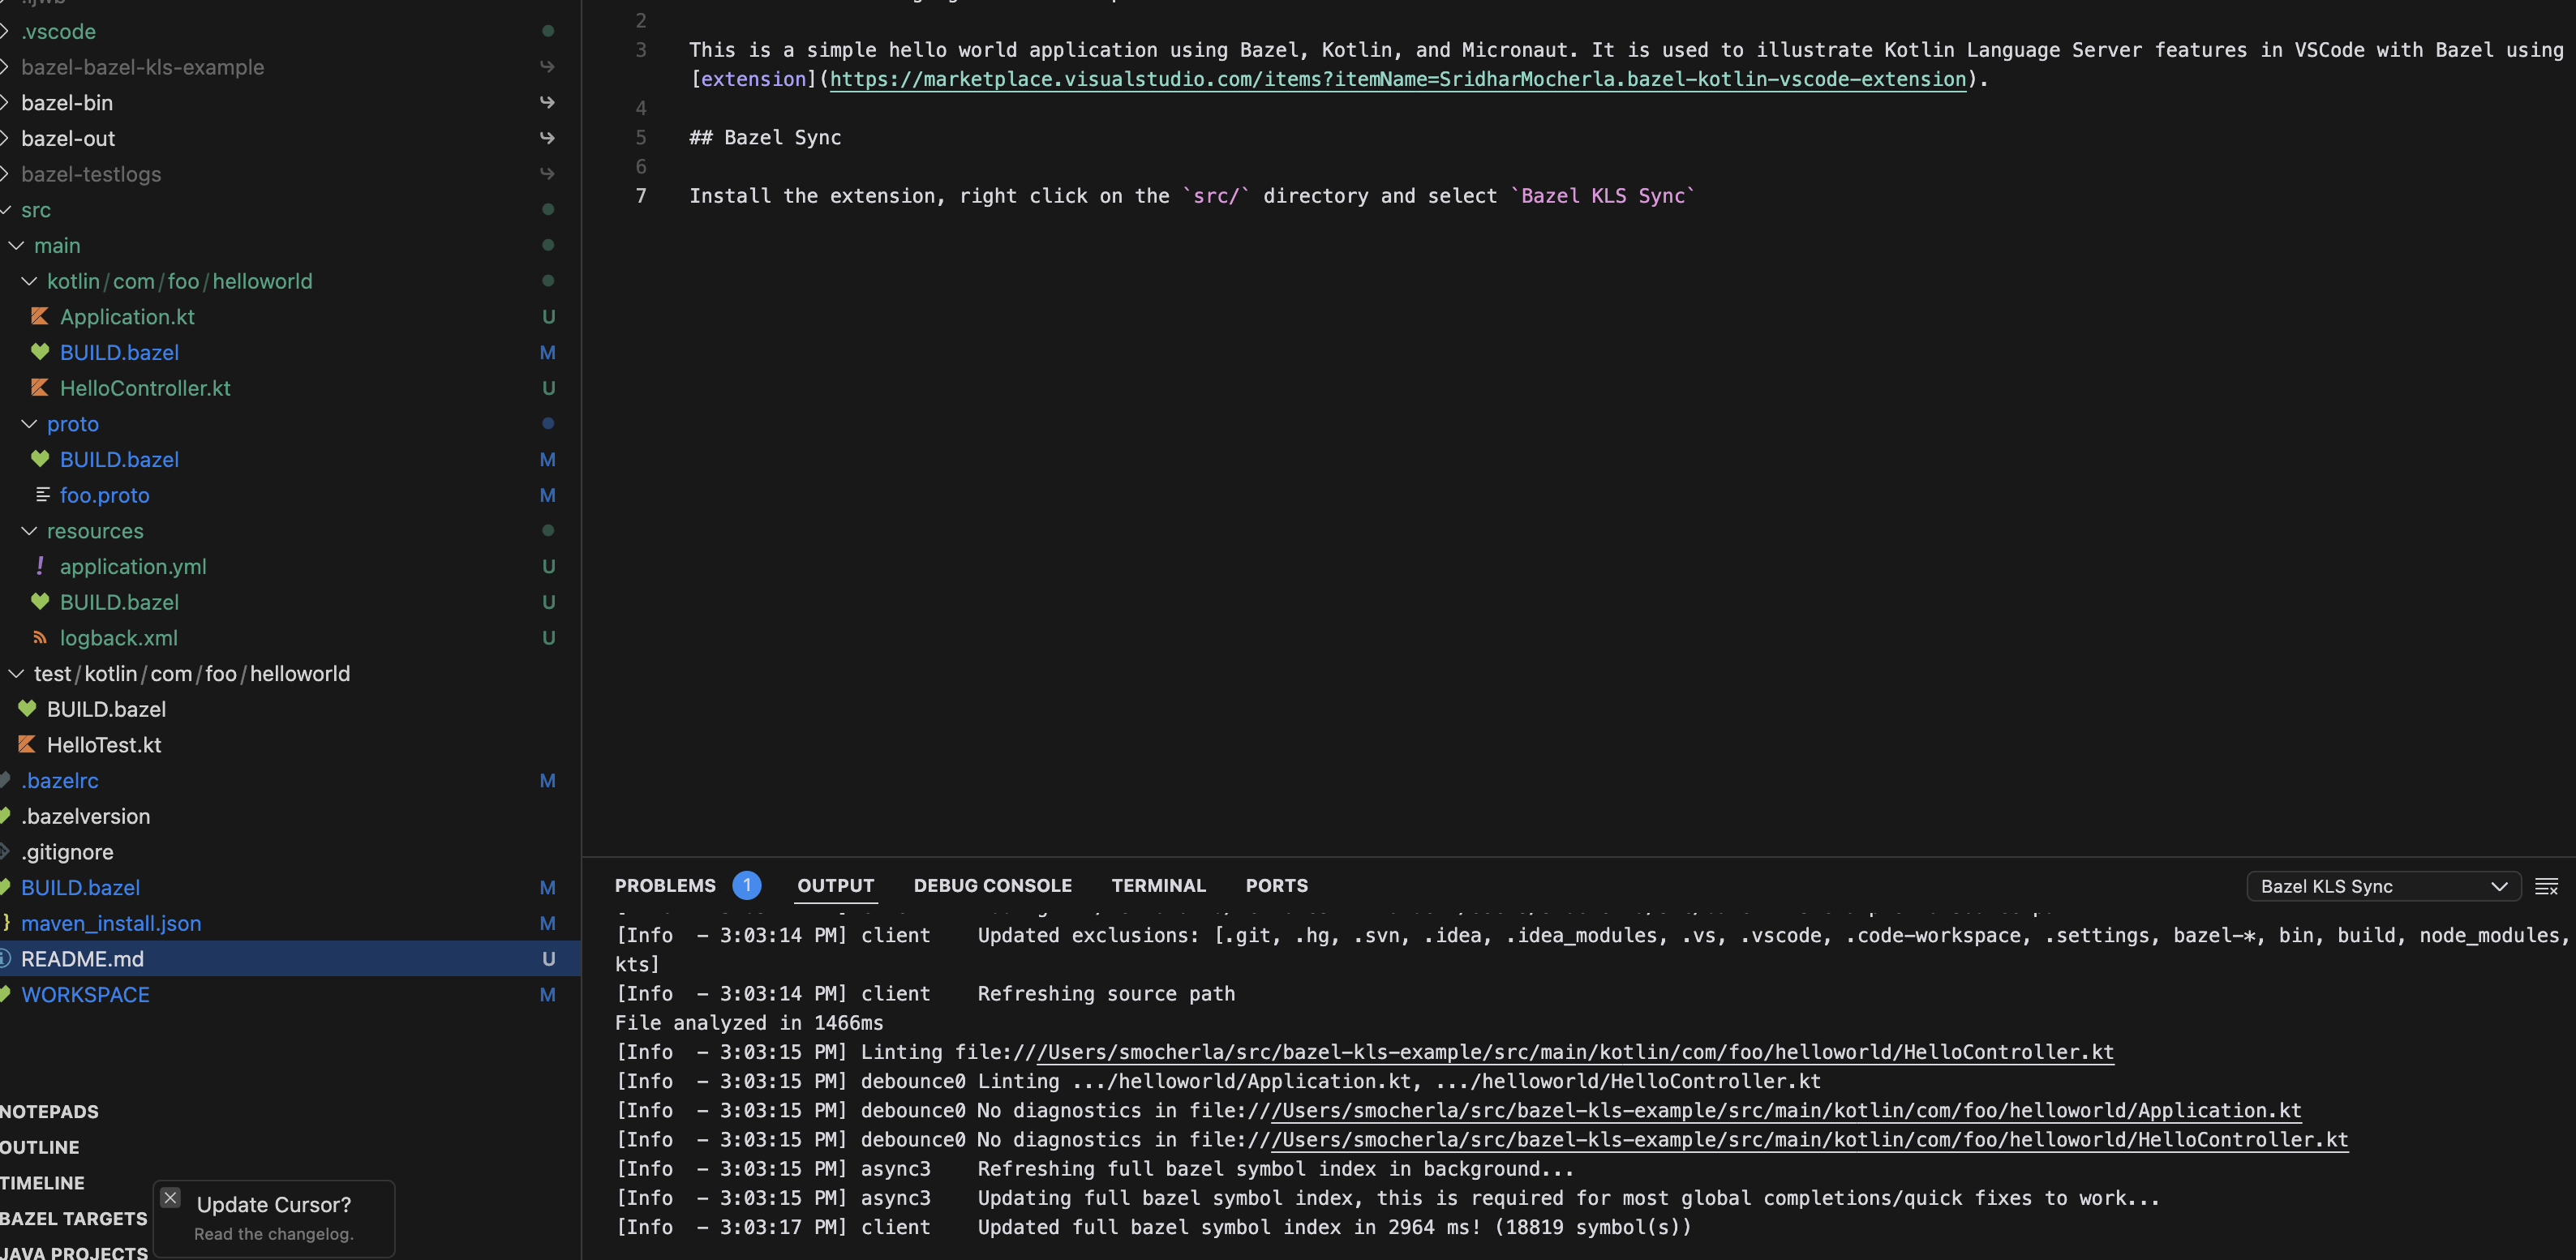 .vscode
bazel-bazel-kls-example
bazel-bin
bazel-out
bazel-testlogs
src
main
kotlin/com/foo/helloworld
Application.kt U
BUILD.bazel M
HelloController.kt U
proto
BUILD.bazel M
foo.proto M
resources
application.yml U
BUILD.bazel U
logback.xml U
test/kotlin/com/foo/helloworld
BUILD.bazel
HelloTest.kt
.bazelrc M
.bazelversion
.gitignore
BUILD.bazel M
maven_install.json M
README.md U
WORKSPACE M
NOTEPADS
OUTLINE
TIMELINE
BAZEL TARGETS
JAVA PROJECTS
Update Cursor?
Read the changelog.
2
3 This is a simple hello world application using Bazel, Kotlin, and Micronaut. It is used to illustrate Kotlin Language Server features in VSCode with Bazel using
[extension](https://marketplace.visualstudio.com/items?itemName=SridharMocherla.bazel-kotlin-vscode-extension).
4
5 ## Bazel Sync
6
7 Install the extension, right click on the `src/` directory and select `Bazel KLS Sync`
PROBLEMS 1 OUTPUT DEBUG CONSOLE TERMINAL PORTS Bazel KLS Sync
[Info  - 3:03:14 PM] client    Updated exclusions: [.git, .hg, .svn, .idea, .idea_modules, .vs, .vscode, .code-workspace, .settings, bazel-*, bin, build, node_modules,
kts]
[Info  - 3:03:14 PM] client    Refreshing source path
File analyzed in 1466ms
[Info  - 3:03:15 PM] Linting file:///Users/smocherla/src/bazel-kls-example/src/main/kotlin/com/foo/helloworld/HelloController.kt
[Info  - 3:03:15 PM] debounce0 Linting .../helloworld/Application.kt, .../helloworld/HelloController.kt
[Info  - 3:03:15 PM] debounce0 No diagnostics in file:///Users/smocherla/src/bazel-kls-example/src/main/kotlin/com/foo/helloworld/Application.kt
[Info  - 3:03:15 PM] debounce0 No diagnostics in file:///Users/smocherla/src/bazel-kls-example/src/main/kotlin/com/foo/helloworld/HelloController.kt
[Info  - 3:03:15 PM] async3    Refreshing full bazel symbol index in background...
[Info  - 3:03:15 PM] async3    Updating full bazel symbol index, this is required for most global completions/quick fixes to work...
[Info  - 3:03:17 PM] client    Updated full bazel symbol index in 2964 ms! (18819 symbol(s))